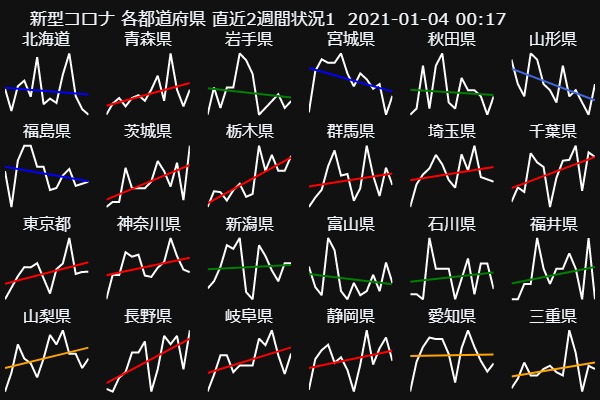 新型コロナ 各都道府県 直近2週間状況1 2021-01-04 00:17
北海道 青森県 岩手県 宮城県 秋田県 山形県
福島県 茨城県 栃木県 群馬県 埼玉県 千葉県
東京都 神奈川県 新潟県 富山県 石川県 福井県
山梨県 長野県 岐阜県 静岡県 愛知県 三重県